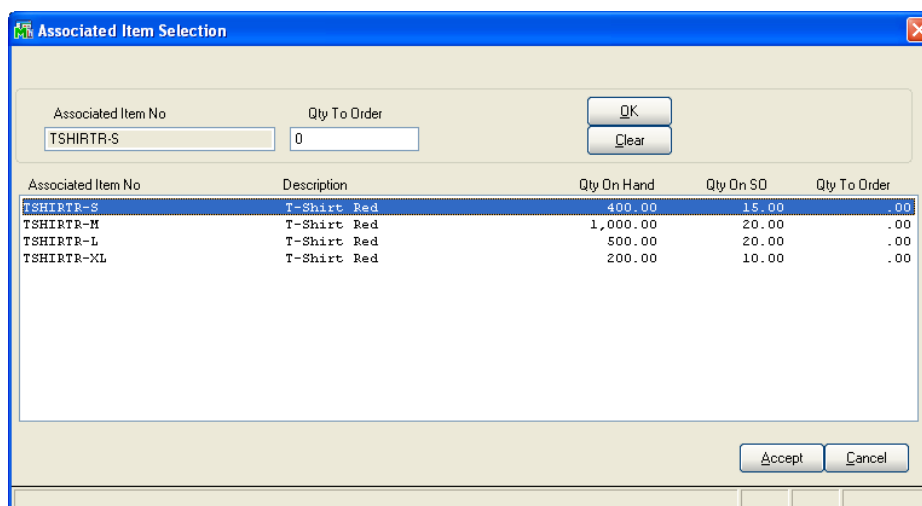 Associated Item Selection
Associated Item No Qty To Order
TSHIRTR-S 0
OK
Clear
Associated Item No Description Qty On Hand Qty On SO Qty To Order
TSHIRTR-S T-Shirt Red 400.00 15.00 .00
TSHIRTR-M T-Shirt Red 1,000.00 20.00 .00
TSHIRTR-L T-Shirt Red 500.00 20.00 .00
TSHIRTR-XL T-Shirt Red 200.00 10.00 .00
Accept Cancel